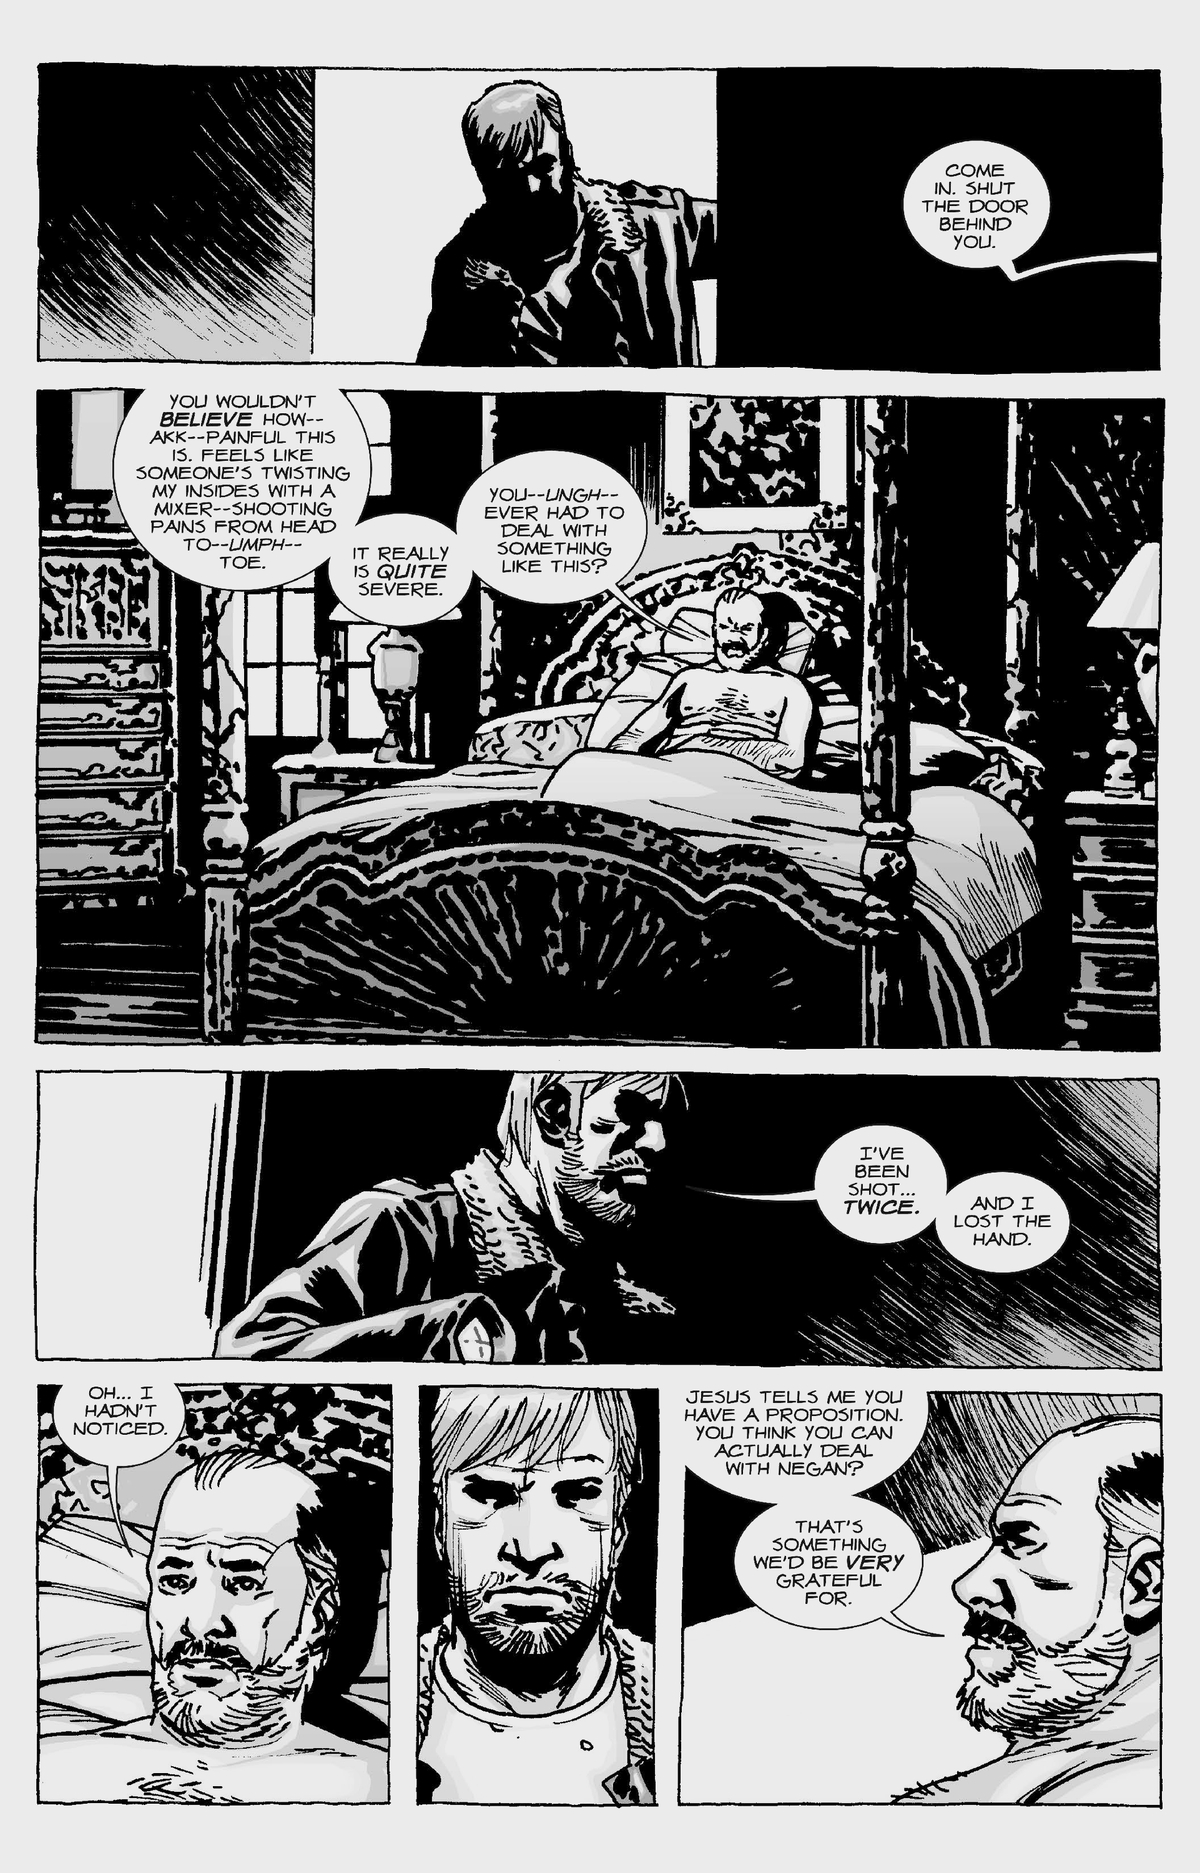 COME
IN. SHUT
THE DOOR
BEHIND
YOU.
YOU WOULDN'T
BELIEVE HOW--
AKK--PAINFUL THIS
IS. FEELS LIKE
SOMEONE'S TWISTING
MY INSIDES WITH A
MIXER--SHOOTING
PAINS FROM HEAD
TO--UMPH--
TOE.
IT REALLY
IS QUITE
SEVERE.
YOU--UNGH--
EVER HAD TO
DEAL WITH
SOMETHING
LIKE THIS?
I'VE
BEEN
SHOT...
TWICE.
AND I
LOST THE
HAND.
OH... I
HADN'T
NOTICED.
JESUS TELLS ME YOU
HAVE A PROPOSITION.
YOU THINK YOU CAN
ACTUALLY DEAL
WITH NEGAN?
THAT'S
SOMETHING
WE'D BE VERY
GRATEFUL
FOR.